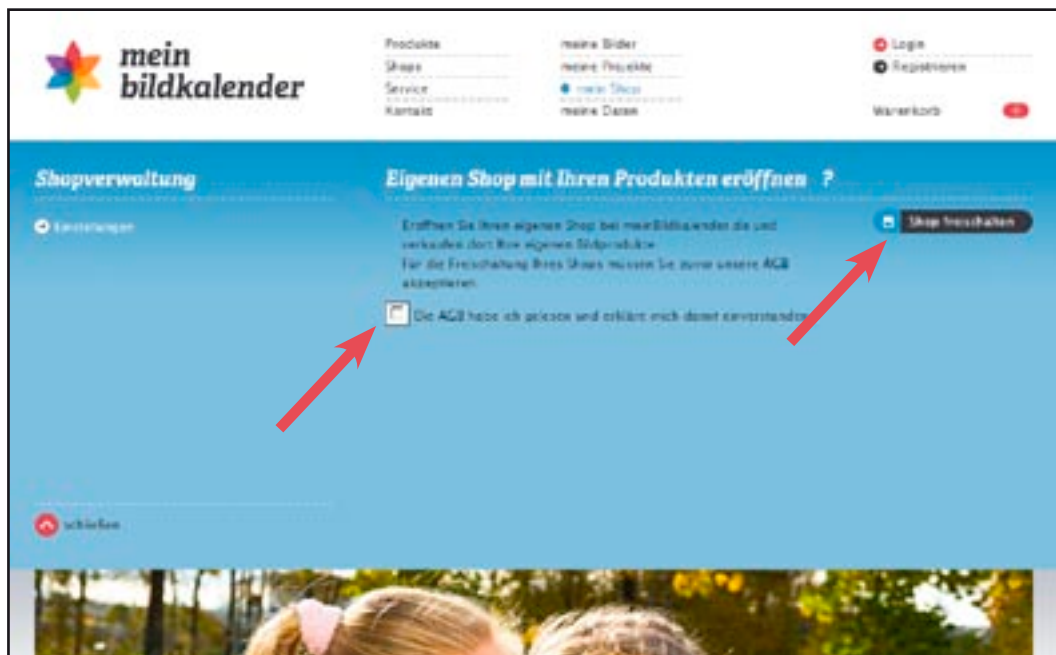 mein
bildkalender
Produkte
Shops
Service
Kontakt
meine Bilder
meine Projekte
mein Shop
meine Daten
Login
Registrieren
Warenkorb
Shopverwaltung
Einstellungen
Eigenen Shop mit Ihren Produkten eröffnen ?
Eröffnen Sie Ihren eigenen Shop bei meinBildkalender.de und
verkaufen dort Ihre eigenen Bildprodukte.
Für die Freischaltung Ihres Shops müssen Sie zuvor unsere AGB
akzeptieren.
Die AGB habe ich gelesen und erkläre mich damit einverstanden
Shop freischalten
schließen